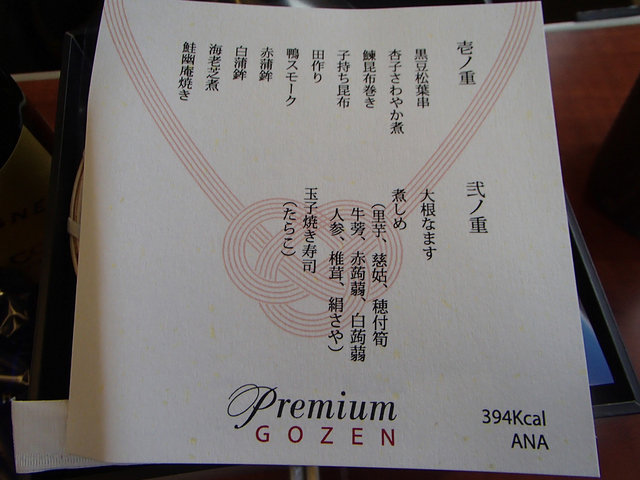 壱ノ重
黒豆松葉串
杏子さわやか煮
鰊昆布巻き
子持ち昆布
田作り
鴨スモーク
赤蒲鉾
白蒲鉾
海老芝煮
鮭幽庵焼き
弐ノ重
大根なます
煮しめ
(里芋、慈姑、穂付筍
牛蒡、赤蒟蒻、白蒟蒻
人参、椎茸、絹さや)
玉子焼き寿司
(たらこ)
Premium
GOZEN
394Kcal
ANA